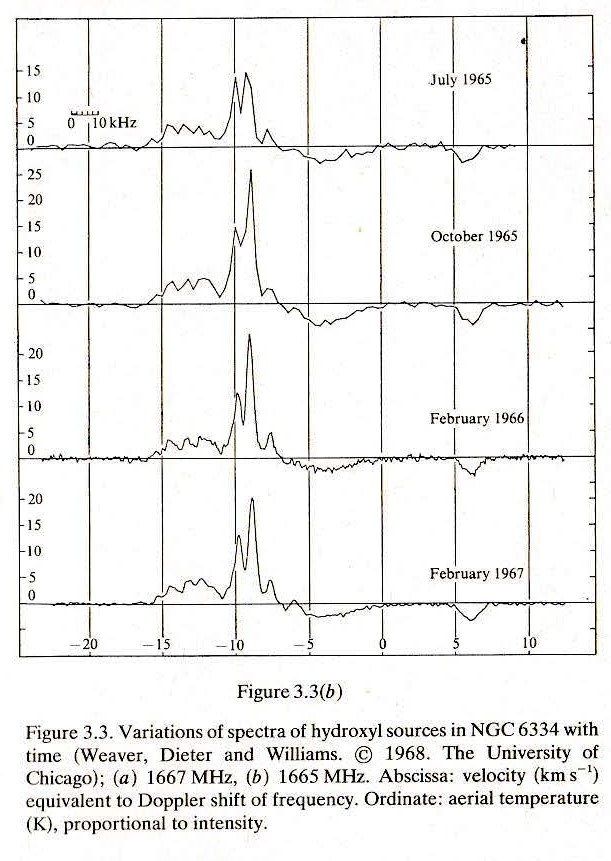 15
10
5
0
0 10 kHz
July 1965
25
20
15
10
5
0
October 1965
20
15
10
5
0
February 1966
20
15
10
5
0
February 1967
−20 −15 −10 −5 0 5 10
Figure 3.3(b)
Figure 3.3. Variations of spectra of hydroxyl sources in NGC 6334 with
time (Weaver, Dieter and Williams. © 1968. The University of
Chicago); (a) 1667 MHz, (b) 1665 MHz. Abscissa: velocity (km s⁻¹)
equivalent to Doppler shift of frequency. Ordinate: aerial temperature
(K), proportional to intensity.